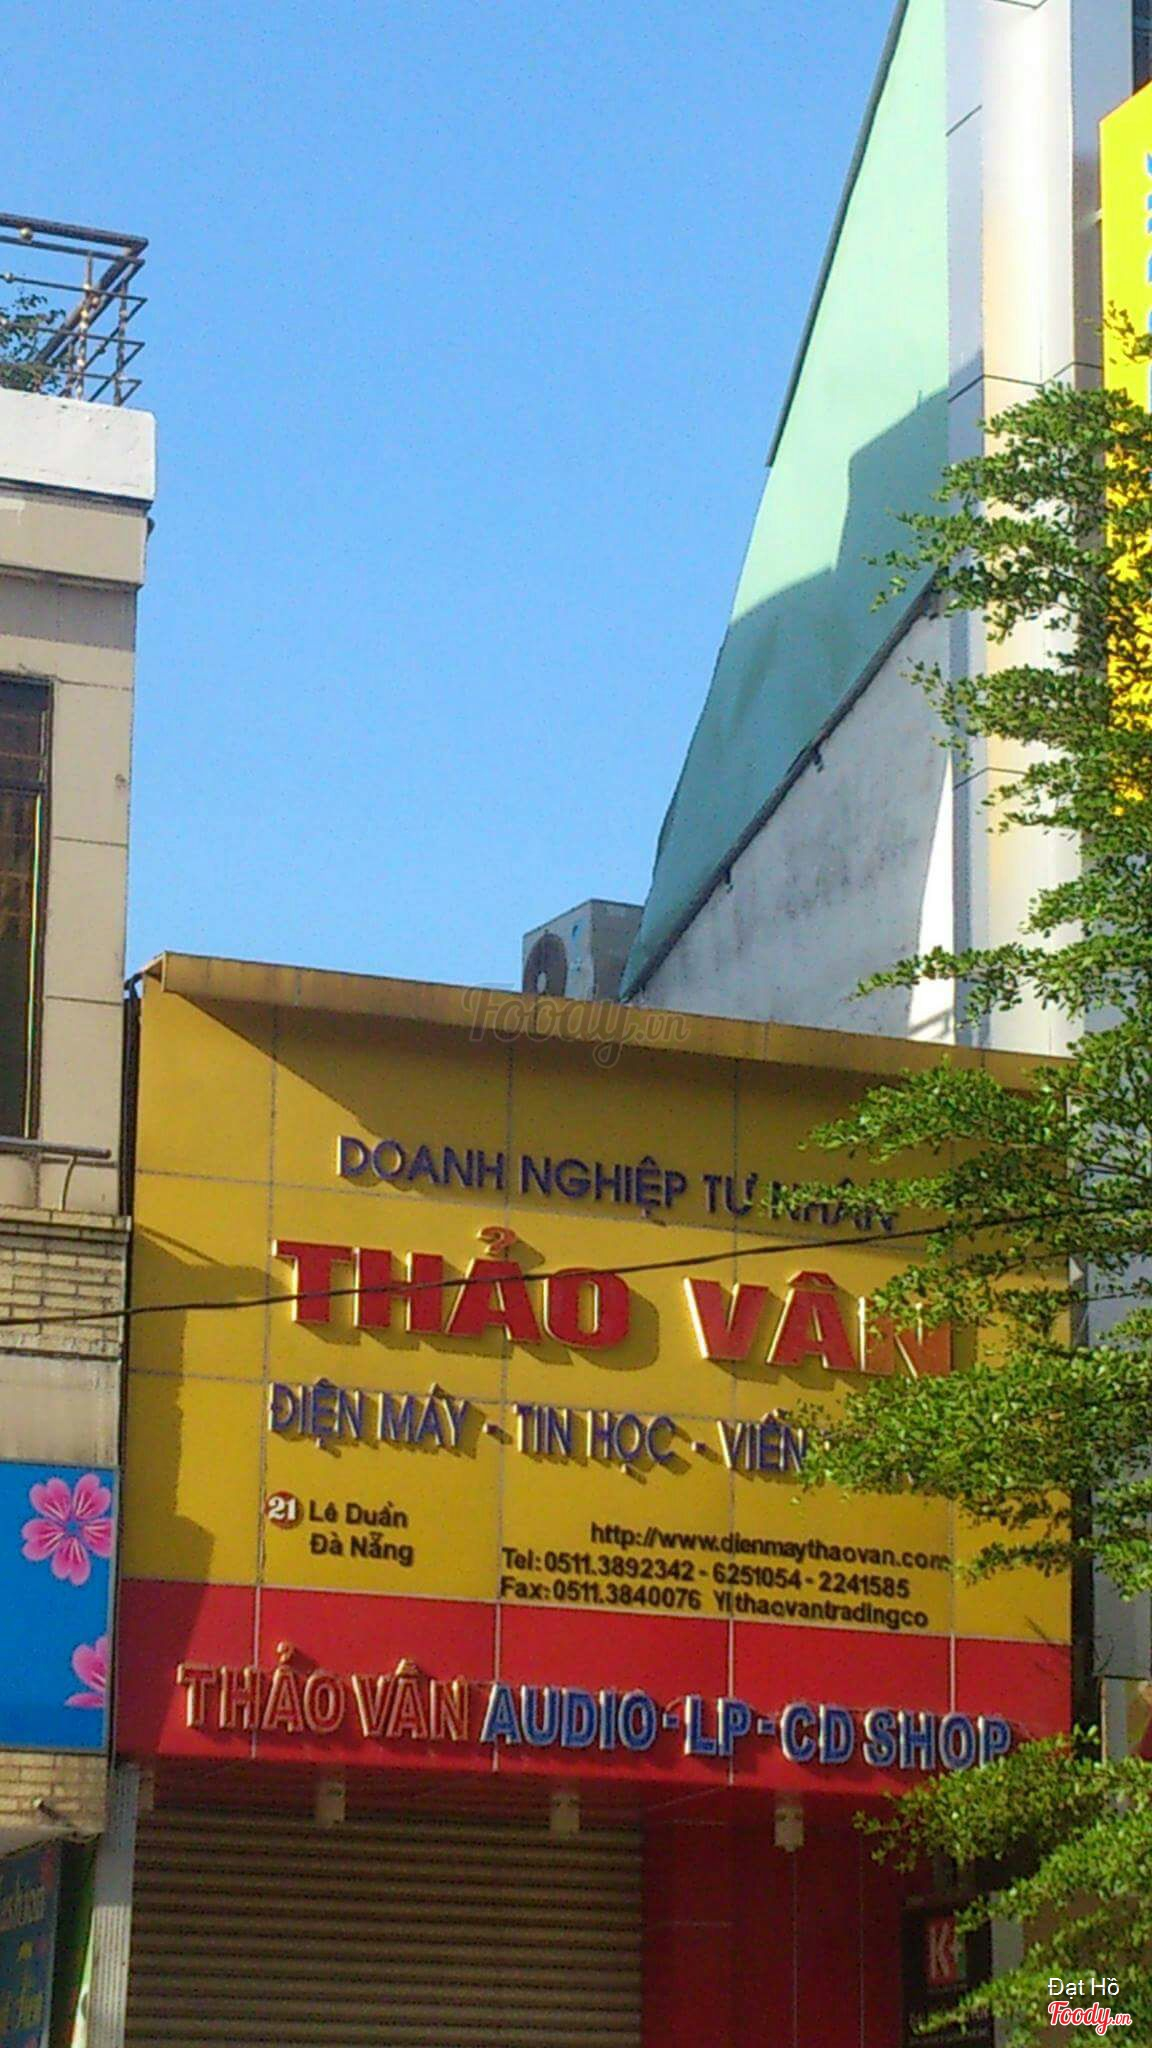 DOANH NGHIỆP TƯ NHÂN
THẢO VÂN
ĐIỆN MÁY - TIN HỌC - VIỄN
21 Lê Duẩn
Đà Nẵng
http://www.dienmaythaovan.com
Tel: 0511.3892342 - 6251054 - 2241585
Fax: 0511.3840076 Y! thaovantradingco
THẢO VÂN AUDIO - LP - CD SHOP
Foody.vn
K+
Đạt Hồ
Foody.vn